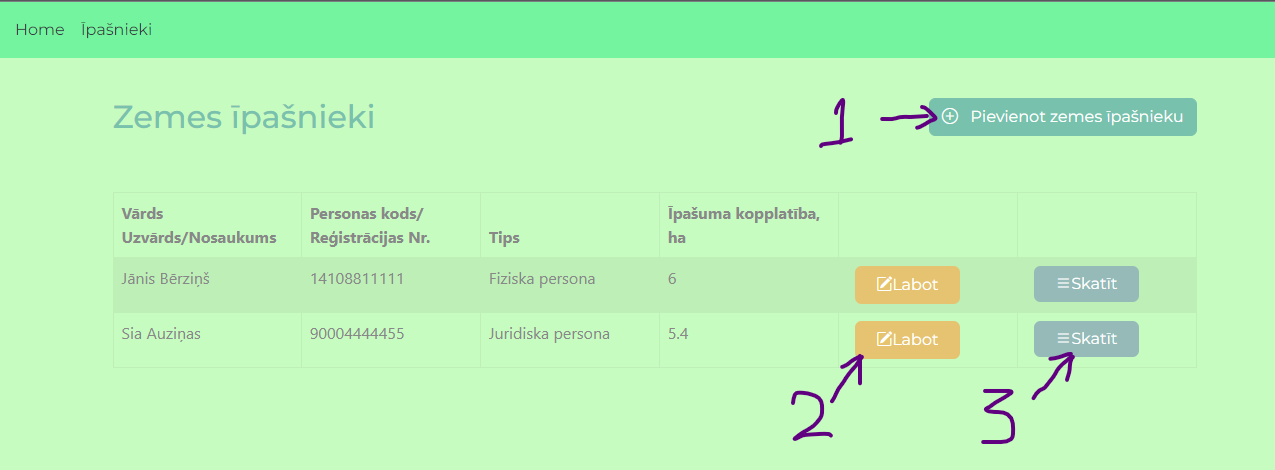 Home Īpašnieki
Zemes īpašnieki
1
Pievienot zemes īpašnieku
Vārds Uzvārds/Nosaukums
Personas kods/ Reģistrācijas Nr.
Tips
Īpašuma kopplatība, ha
Jānis Bērziņš 14108811111 Fiziska persona 6 Labot Skatīt
Sia Auziņas 90004444455 Juridiska persona 5.4 Labot Skatīt
2 3